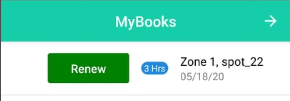 MyBooks
Renew
3 Hrs
Zone 1, spot_22
05/18/20